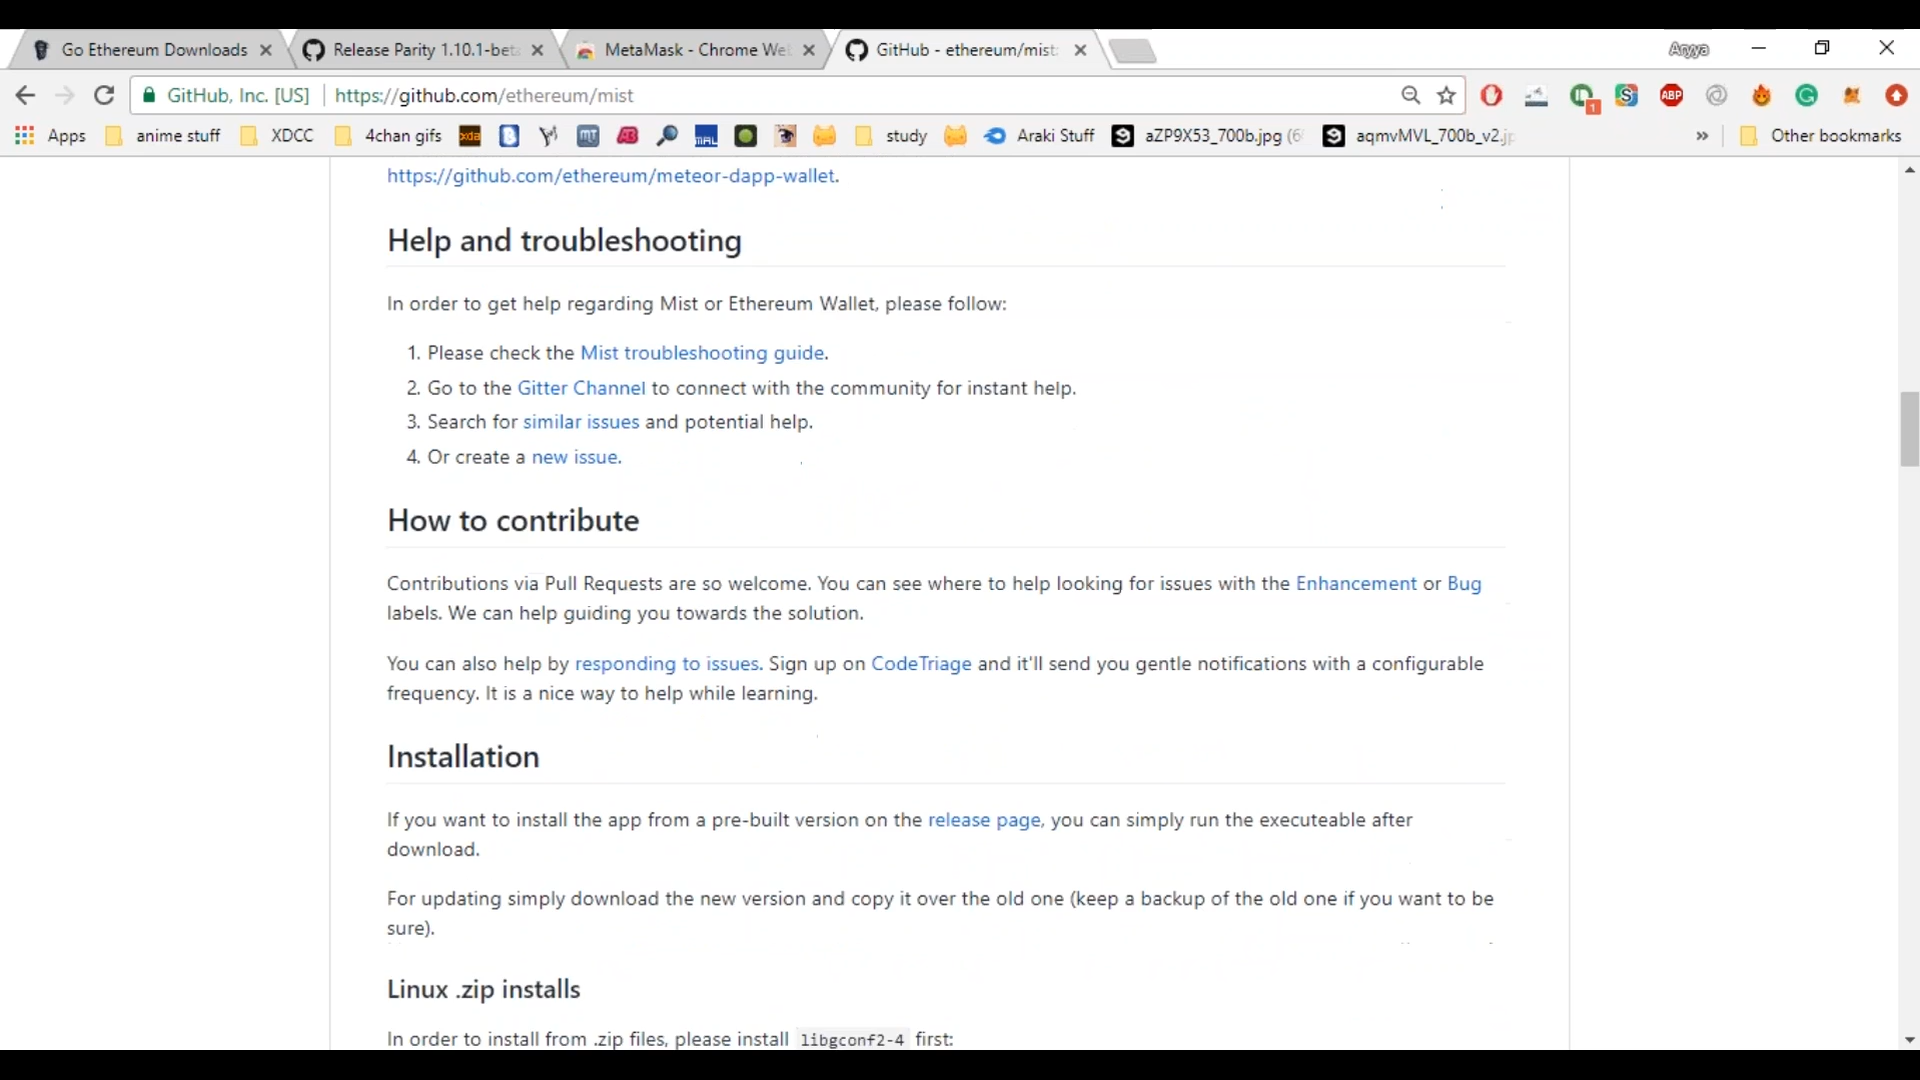 Go Ethereum Downloads
Release Parity 1.10.1-beta
MetaMask - Chrome We
GitHub - ethereum/mist:
Angga
GitHub, Inc. [US]
https://github.com/ethereum/mist
1
ABP
Apps
anime stuff
XDCC
4chan gifs
xda
MAL
study
Araki Stuff
aZP9X53_700b.jpg (6
aqmvMVL_700b_v2.j
»
Other bookmarks
https://github.com/ethereum/meteor-dapp-wallet.
Help and troubleshooting
In order to get help regarding Mist or Ethereum Wallet, please follow:
1. Please check the Mist troubleshooting guide.
2. Go to the Gitter Channel to connect with the community for instant help.
3. Search for similar issues and potential help.
4. Or create a new issue.
How to contribute
Contributions via Pull Requests are so welcome. You can see where to help looking for issues with the Enhancement or Bug
labels. We can help guiding you towards the solution.
You can also help by responding to issues. Sign up on CodeTriage and it'll send you gentle notifications with a configurable
frequency. It is a nice way to help while learning.
Installation
If you want to install the app from a pre-built version on the release page, you can simply run the executeable after
download.
For updating simply download the new version and copy it over the old one (keep a backup of the old one if you want to be
sure).
Linux .zip installs
In order to install from .zip files, please install libgconf2-4 first: